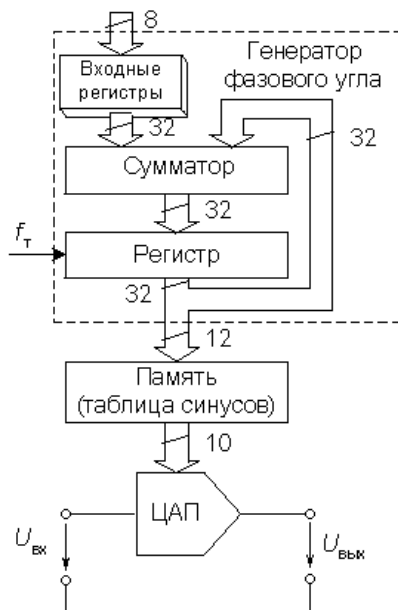 8
Генератор
фазового угла
Входные
регистры
32
32
Сумматор
32
fт
Регистр
32
12
Память
(таблица синусов)
10
ЦАП
Uвх
Uвых